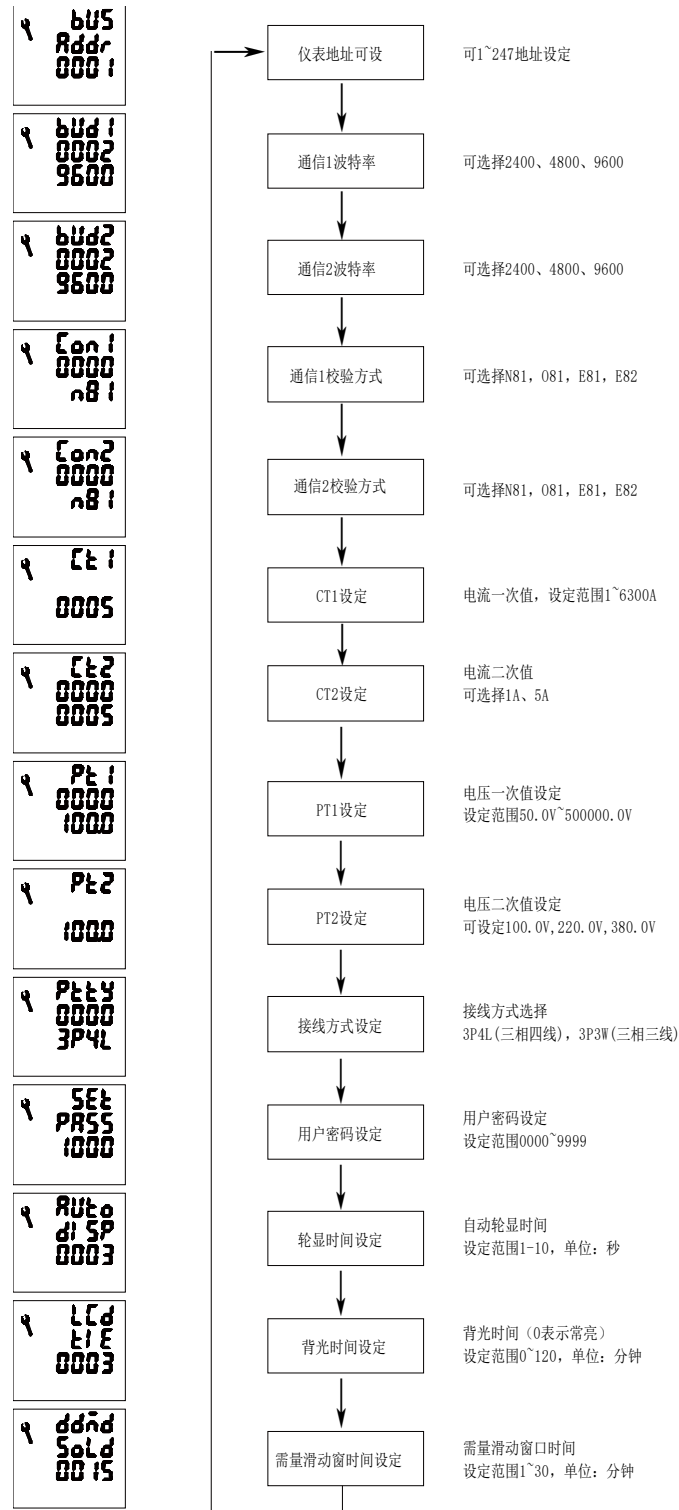 bUS
Addr
0001
仪表地址可设
可1~247地址设定
bUd1
0002
9600
通信1波特率
可选择2400、4800、9600
bUd2
0002
9600
通信2波特率
可选择2400、4800、9600
Con1
0000
n81
通信1校验方式
可选择N81，O81，E81，E82
Con2
0000
n81
通信2校验方式
可选择N81，O81，E81，E82
Ct1
0005
CT1设定
电流一次值，设定范围1~6300A
Ct2
0000
0005
CT2设定
电流二次值
可选择1A、5A
Pt1
0000
100.0
PT1设定
电压一次值设定
设定范围50.0V~500000.0V
Pt2
100.0
PT2设定
电压二次值设定
可设定100.0V,220.0V,380.0V
PttY
0000
3P4L
接线方式设定
接线方式选择
3P4L(三相四线)，3P3W(三相三线)
SEt
PASS
1000
用户密码设定
用户密码设定
设定范围0000~9999
AUto
diSP
0003
轮显时间设定
自动轮显时间
设定范围1-10，单位：秒
LCd
tiE
0003
背光时间设定
背光时间（0表示常亮）
设定范围0~120，单位：分钟
ddmd
SoLd
0015
需量滑动窗时间设定
需量滑动窗口时间
设定范围1~30，单位：分钟